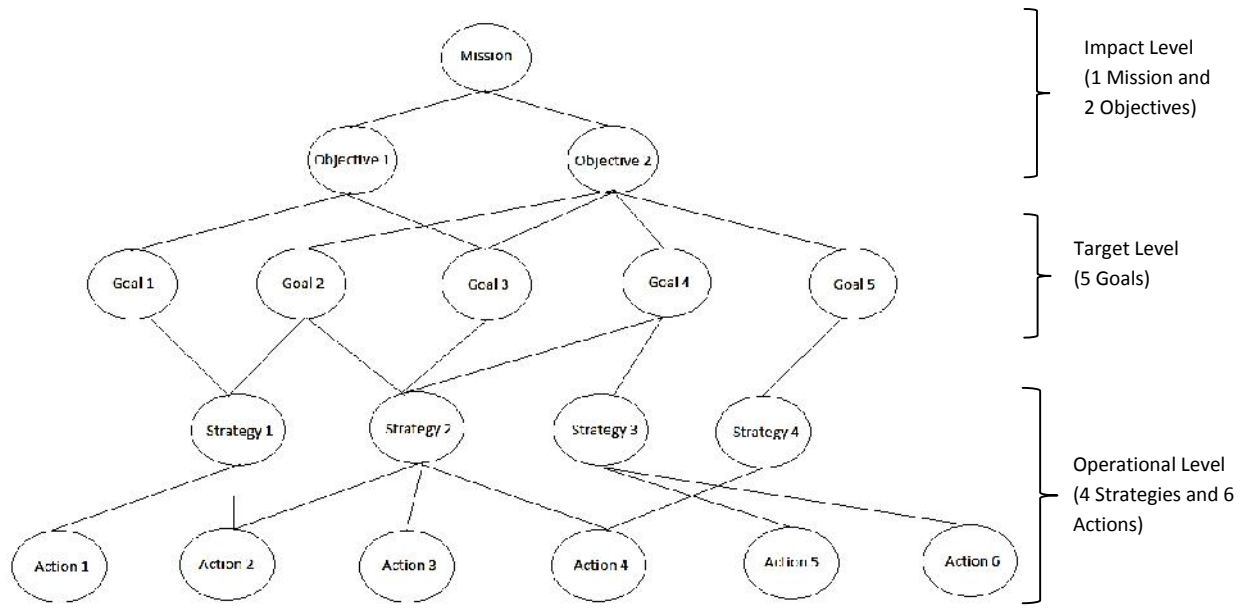 Mission
Impact Level
(1 Mission and
2 Objectives)
Objective 1
Objective 2
Target Level
(5 Goals)
Goal 1
Goal 2
Goal 3
Goal 4
Goal 5
Strategy 1
Strategy 2
Strategy 3
Strategy 4
Operational Level
(4 Strategies and 6
Actions)
Action 1
Action 2
Action 3
Action 4
Action 5
Action 6